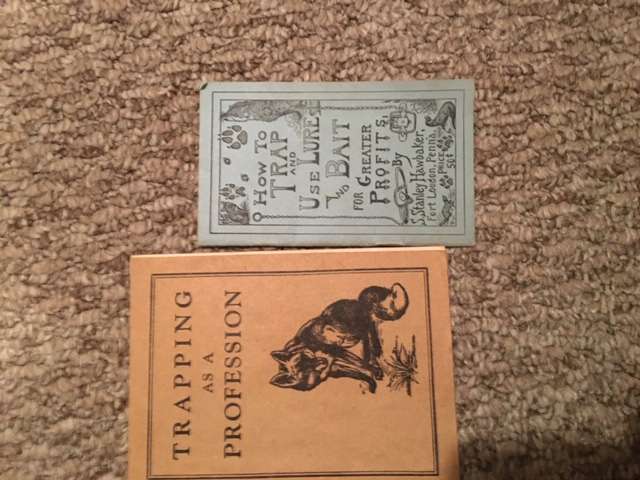 How To
TRAP
AND
USE LURE
AND BAIT
FOR GREATER
PROFITS.
By
S. Stanley Hawbaker,
Fort Loudon, Penna.
PRICE
50¢
TRAPPING
AS A
PROFESSION